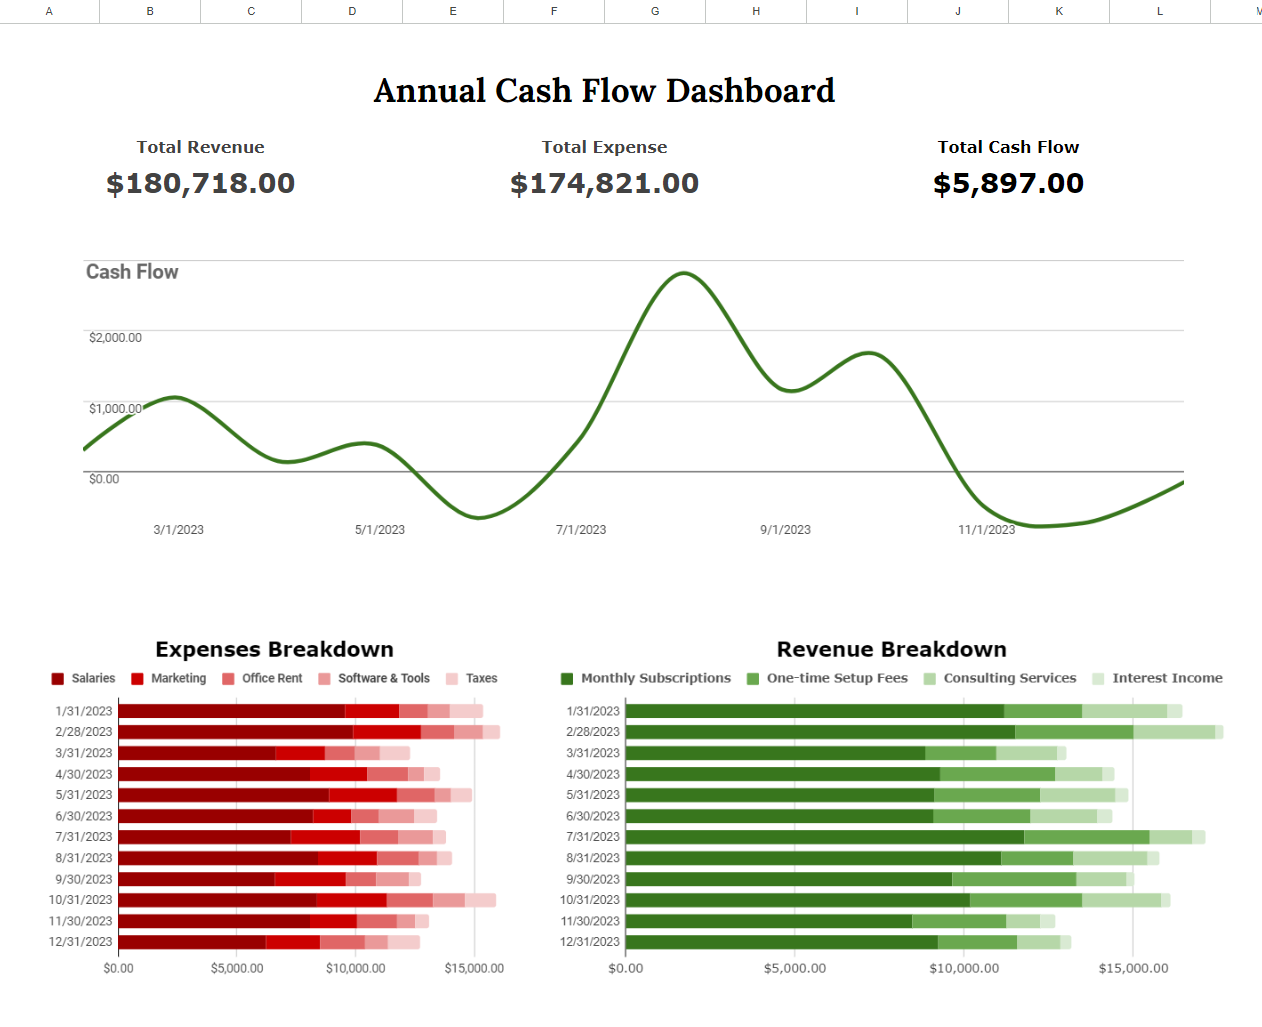 A B C D E F G H I J K L M
Annual Cash Flow Dashboard
Total Revenue Total Expense Total Cash Flow
$180,718.00 $174,821.00 $5,897.00
Cash Flow
$2,000.00
$1,000.00
$0.00
3/1/2023 5/1/2023 7/1/2023 9/1/2023 11/1/2023
Expenses Breakdown
Salaries Marketing Office Rent Software & Tools Taxes
1/31/2023
2/28/2023
3/31/2023
4/30/2023
5/31/2023
6/30/2023
7/31/2023
8/31/2023
9/30/2023
10/31/2023
11/30/2023
12/31/2023
$0.00 $5,000.00 $10,000.00 $15,000.00
Revenue Breakdown
Monthly Subscriptions One-time Setup Fees Consulting Services Interest Income
1/31/2023
2/28/2023
3/31/2023
4/30/2023
5/31/2023
6/30/2023
7/31/2023
8/31/2023
9/30/2023
10/31/2023
11/30/2023
12/31/2023
$0.00 $5,000.00 $10,000.00 $15,000.00